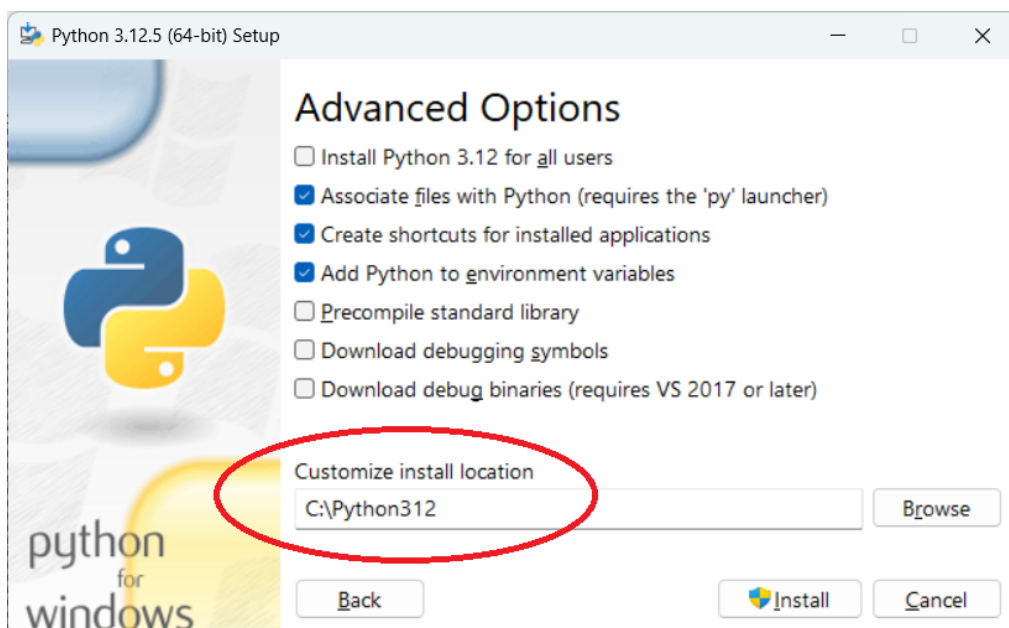 Python 3.12.5 (64-bit) Setup
Advanced Options
Install Python 3.12 for all users
Associate files with Python (requires the 'py' launcher)
Create shortcuts for installed applications
Add Python to environment variables
Precompile standard library
Download debugging symbols
Download debug binaries (requires VS 2017 or later)
Customize install location
C:\Python312
Browse
python
for
windows
Back
Install
Cancel